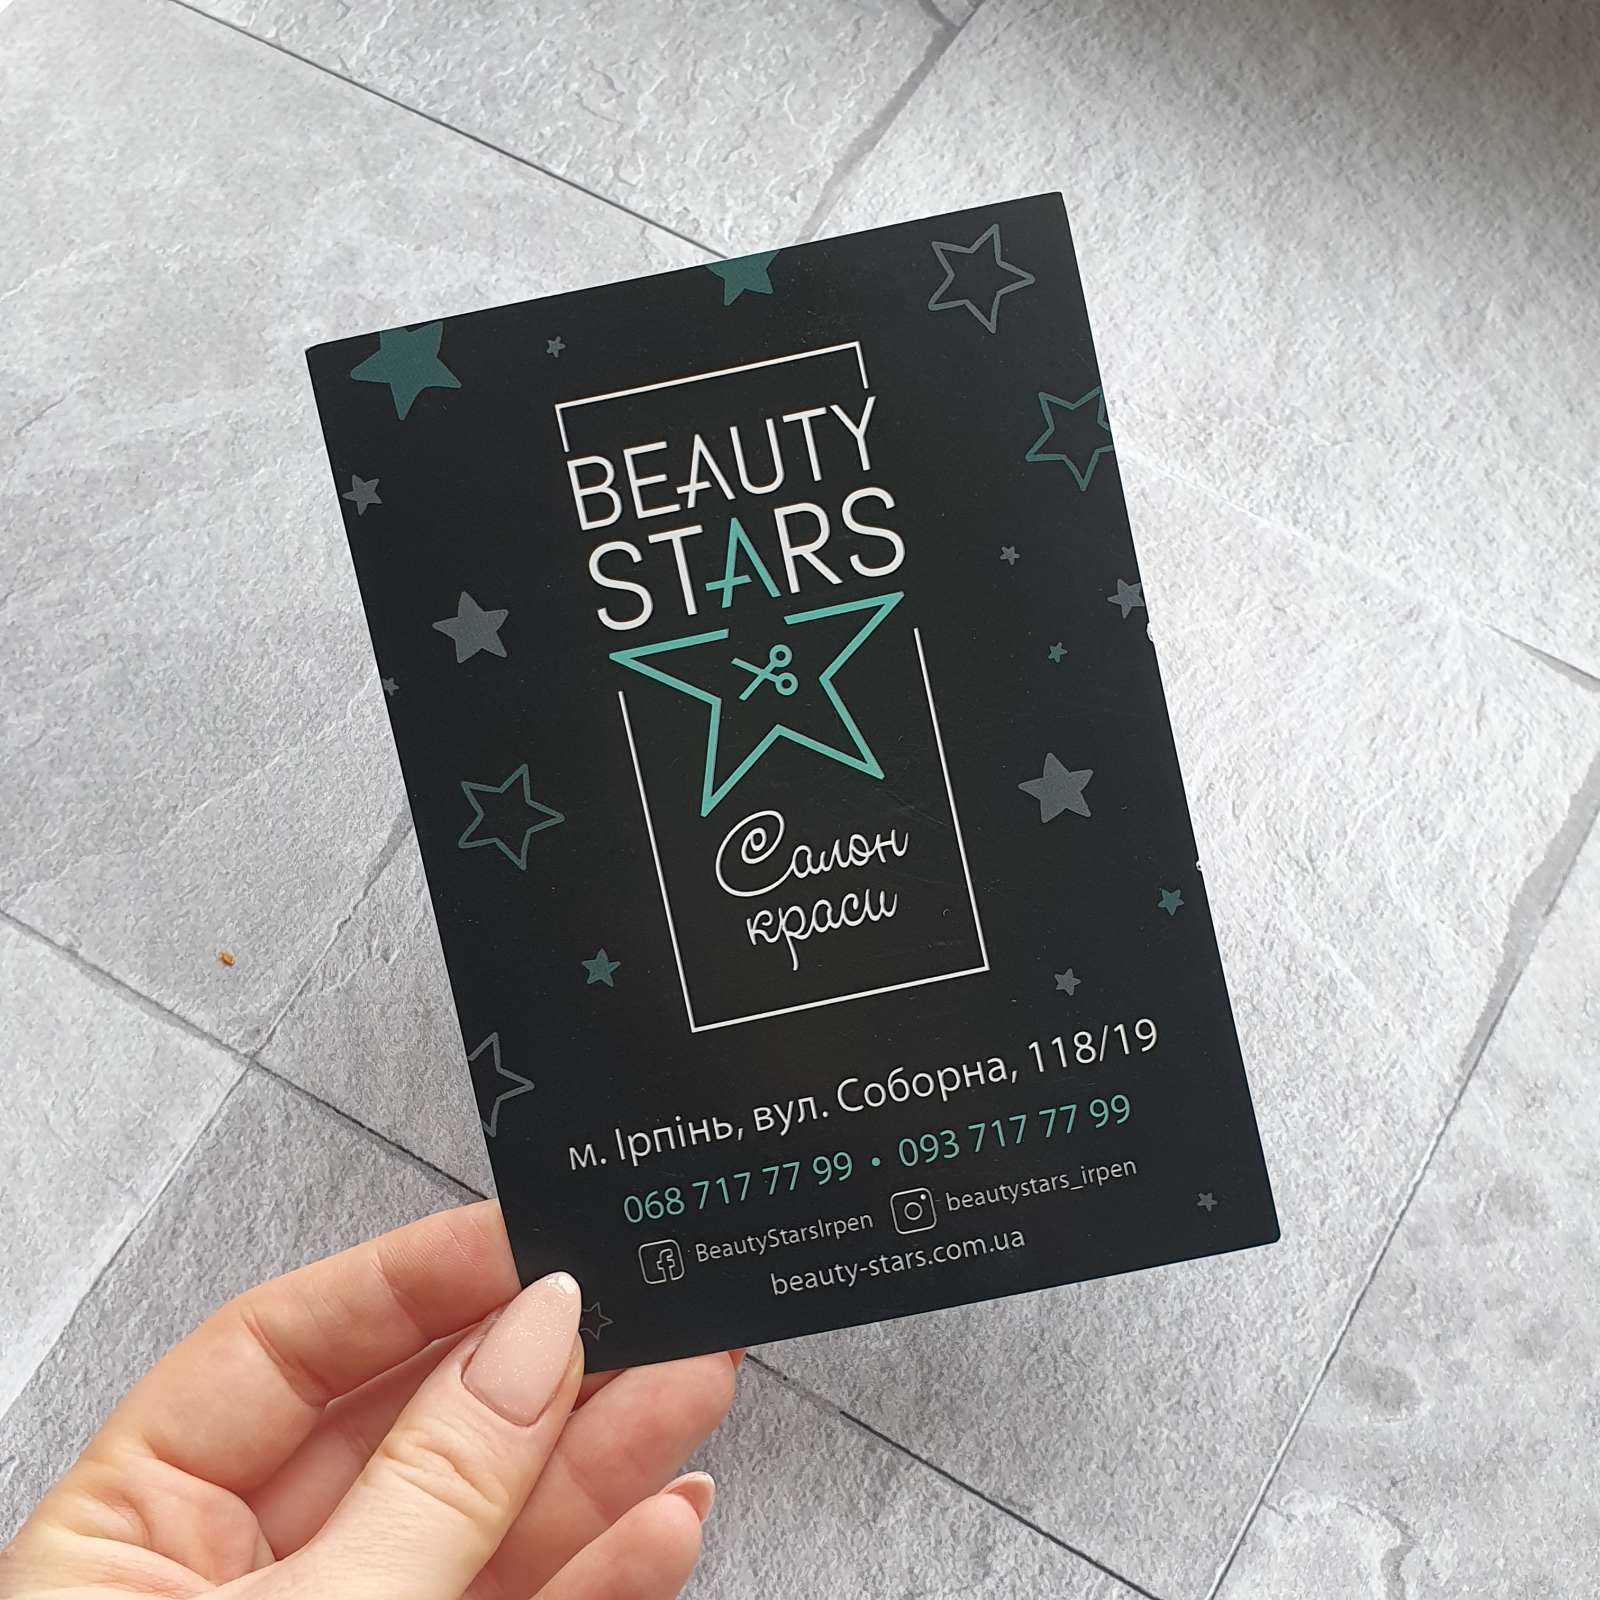 BEAUTY
STARS
Салон
краси
м. Ірпінь, вул. Соборна, 118/19
068 717 77 99 • 093 717 77 99
BeautyStarsIrpen beautystars_irpen
beauty-stars.com.ua